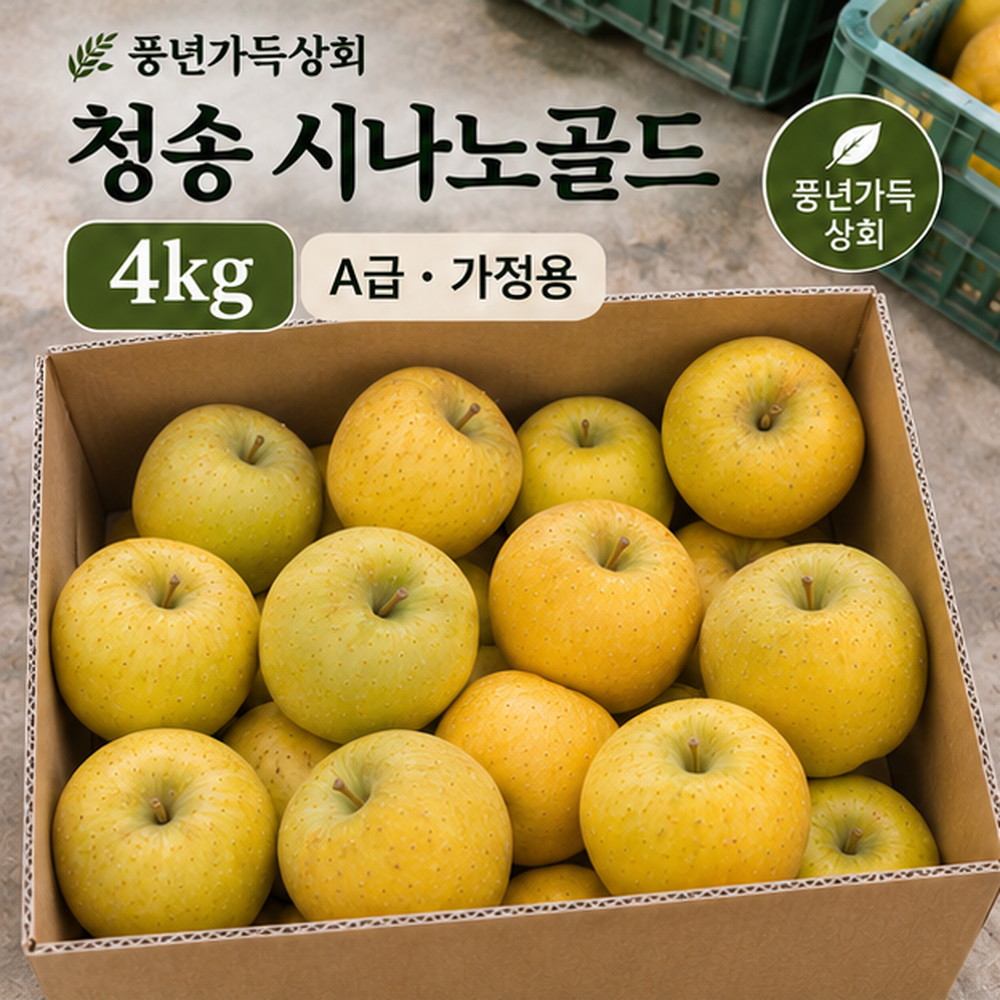 풍년가득상회
청송 시나노골드
4kg
A급 · 가정용
풍년가득
상회